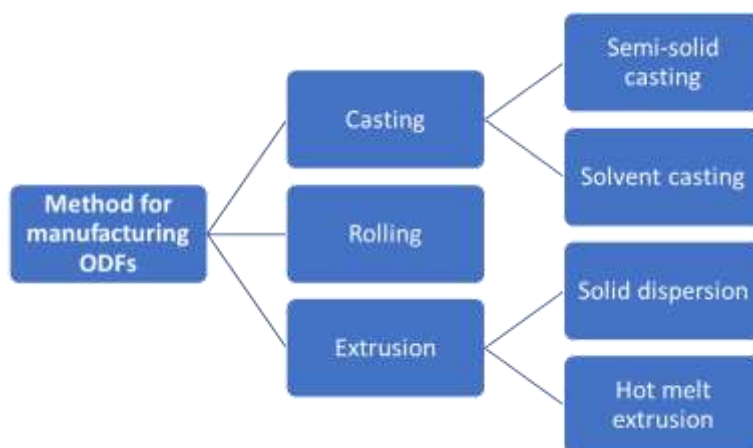 Method for
manufacturing
ODFs
Casting
Rolling
Extrusion
Semi-solid
casting
Solvent casting
Solid dispersion
Hot melt
extrusion